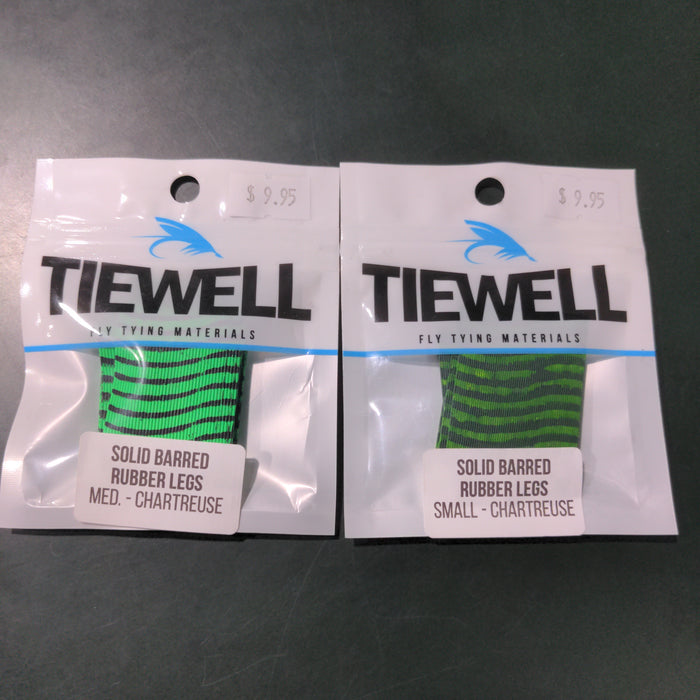 $ 9.95
TIEWELL
FLY TYING MATERIALS
SOLID BARRED
RUBBER LEGS
MED. - CHARTREUSE
$ 9.95
TIEWELL
FLY TYING MATERIALS
SOLID BARRED
RUBBER LEGS
SMALL - CHARTREUSE